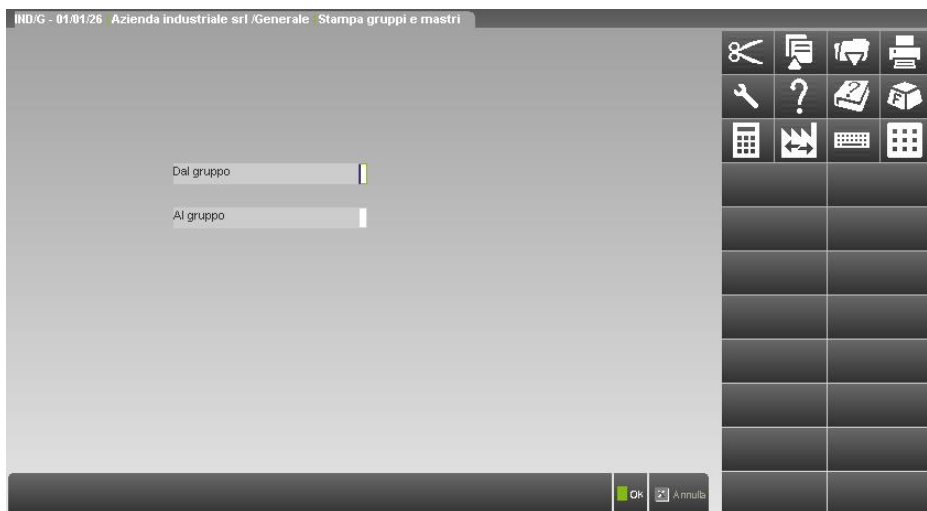 IND/G - 01/01/26 Azienda industriale srl /Generale Stampa gruppi e mastri
Dal gruppo
Al gruppo
OK Annulla